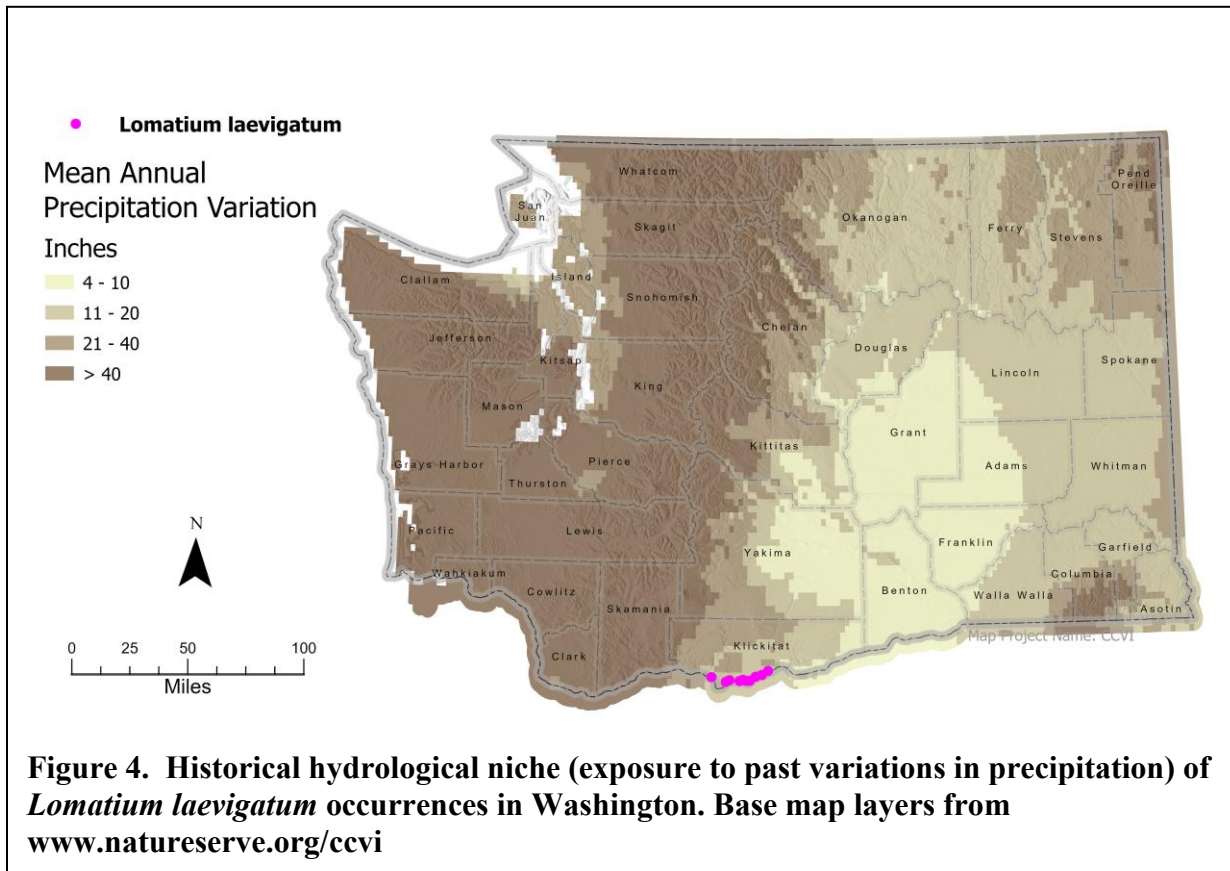 Lomatium laevigatum
Mean Annual
Precipitation Variation
Inches
4 - 10
11 - 20
21 - 40
> 40
N
0 25 50 100
Miles
Whatcom
Pend
Oreille
San
Juan
Okanogan
Skagit
Ferry
Stevens
Island
Clallam
Snohomish
Chelan
Jefferson
Douglas
Kitsap
Spokane
Lincoln
King
Mason
Grant
Kittitas
Grays Harbor
Pierce
Adams
Whitman
Thurston
Pacific
Lewis
Franklin
Yakima
Garfield
Wahkiakum
Columbia
Cowlitz
Benton
Walla Walla
Skamania
Asotin
Map Project Name: CCVI
Klickitat
Clark
Figure 4. Historical hydrological niche (exposure to past variations in precipitation) of
Lomatium laevigatum occurrences in Washington. Base map layers from
www.natureserve.org/ccvi